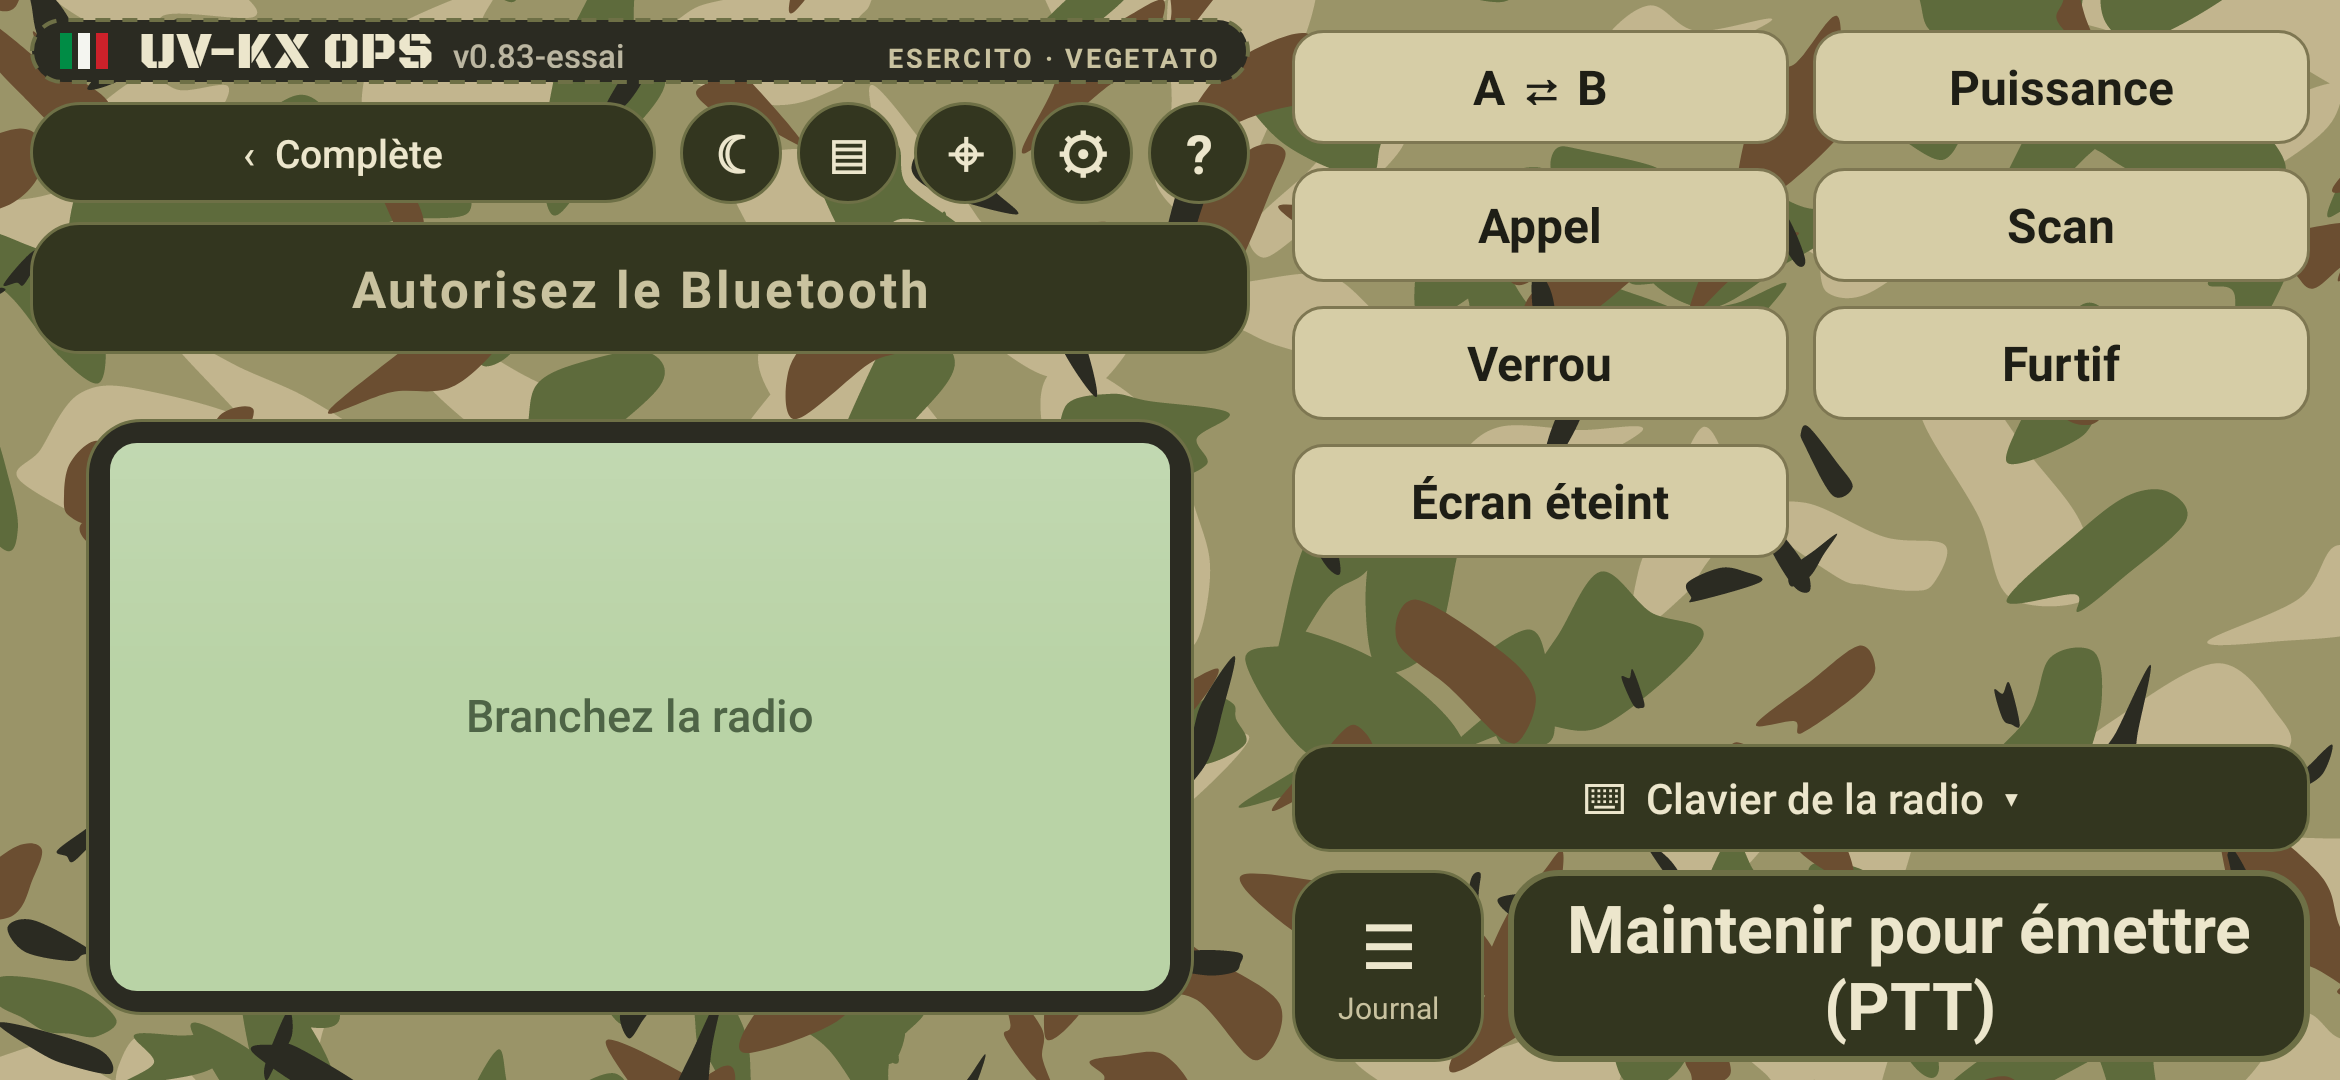 UV-KX OPS v0.83-essai
ESERCITO · VEGETATO
‹ Complète
?
Autorisez le Bluetooth
Branchez la radio
A ⇄ B
Puissance
Appel
Scan
Verrou
Furtif
Écran éteint
Clavier de la radio ▾
Journal
Maintenir pour émettre
(PTT)